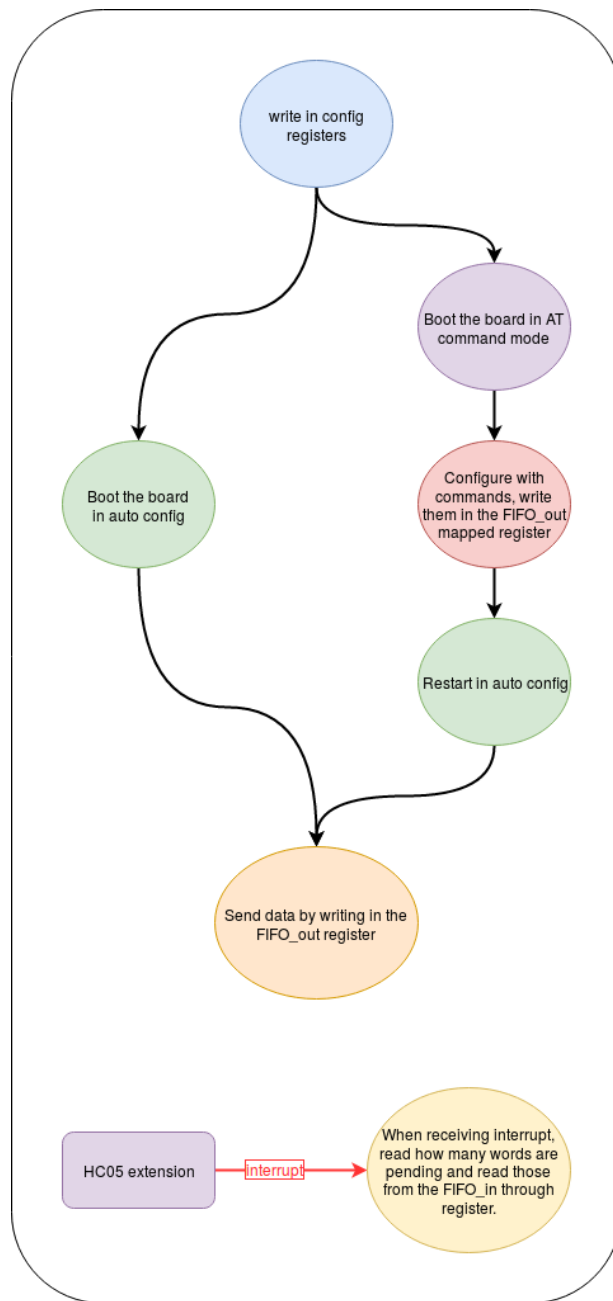 write in config
registers
Boot the board in AT
command mode
Boot the board
in auto config
Configure with
commands, write
them in the FIFO_out
mapped register
Restart in auto config
Send data by writing in the
FIFO_out register
HC05 extension
interrupt
When receiving interrupt,
read how many words are
pending and read those
from the FIFO_in through
register.